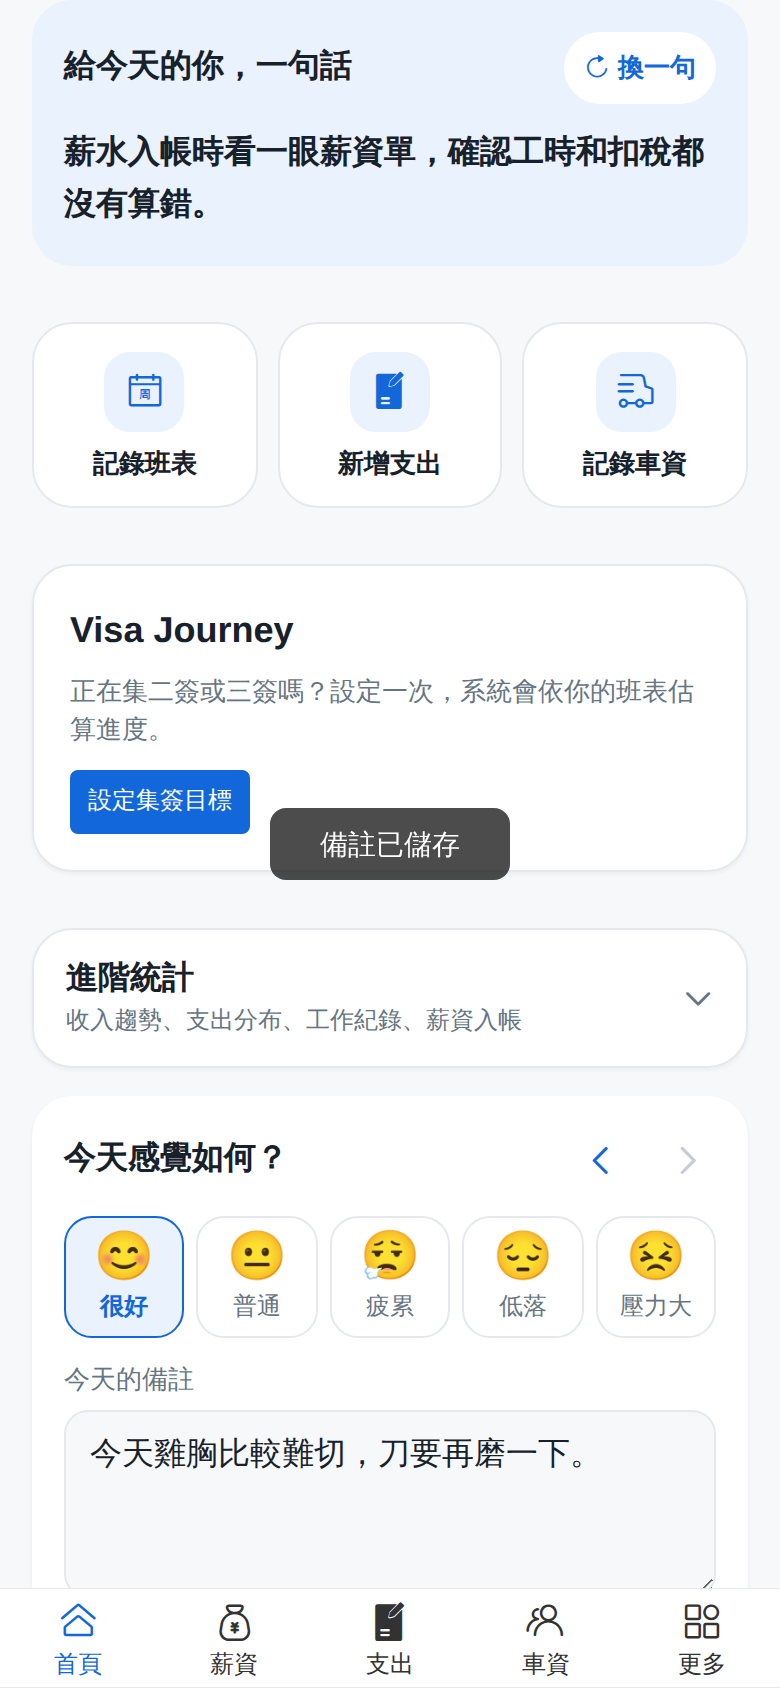 給今天的你，一句話
換一句
薪水入帳時看一眼薪資單，確認工時和扣稅都
沒有算錯。
周
記錄班表
新增支出
記錄車資
Visa Journey
正在集二簽或三簽嗎？設定一次，系統會依你的班表估
算進度。
設定集簽目標
備註已儲存
進階統計
收入趨勢、支出分布、工作紀錄、薪資入帳
今天感覺如何？
很好
普通
疲累
低落
壓力大
今天的備註
今天雞胸比較難切，刀要再磨一下。
¥
首頁
薪資
支出
車資
更多